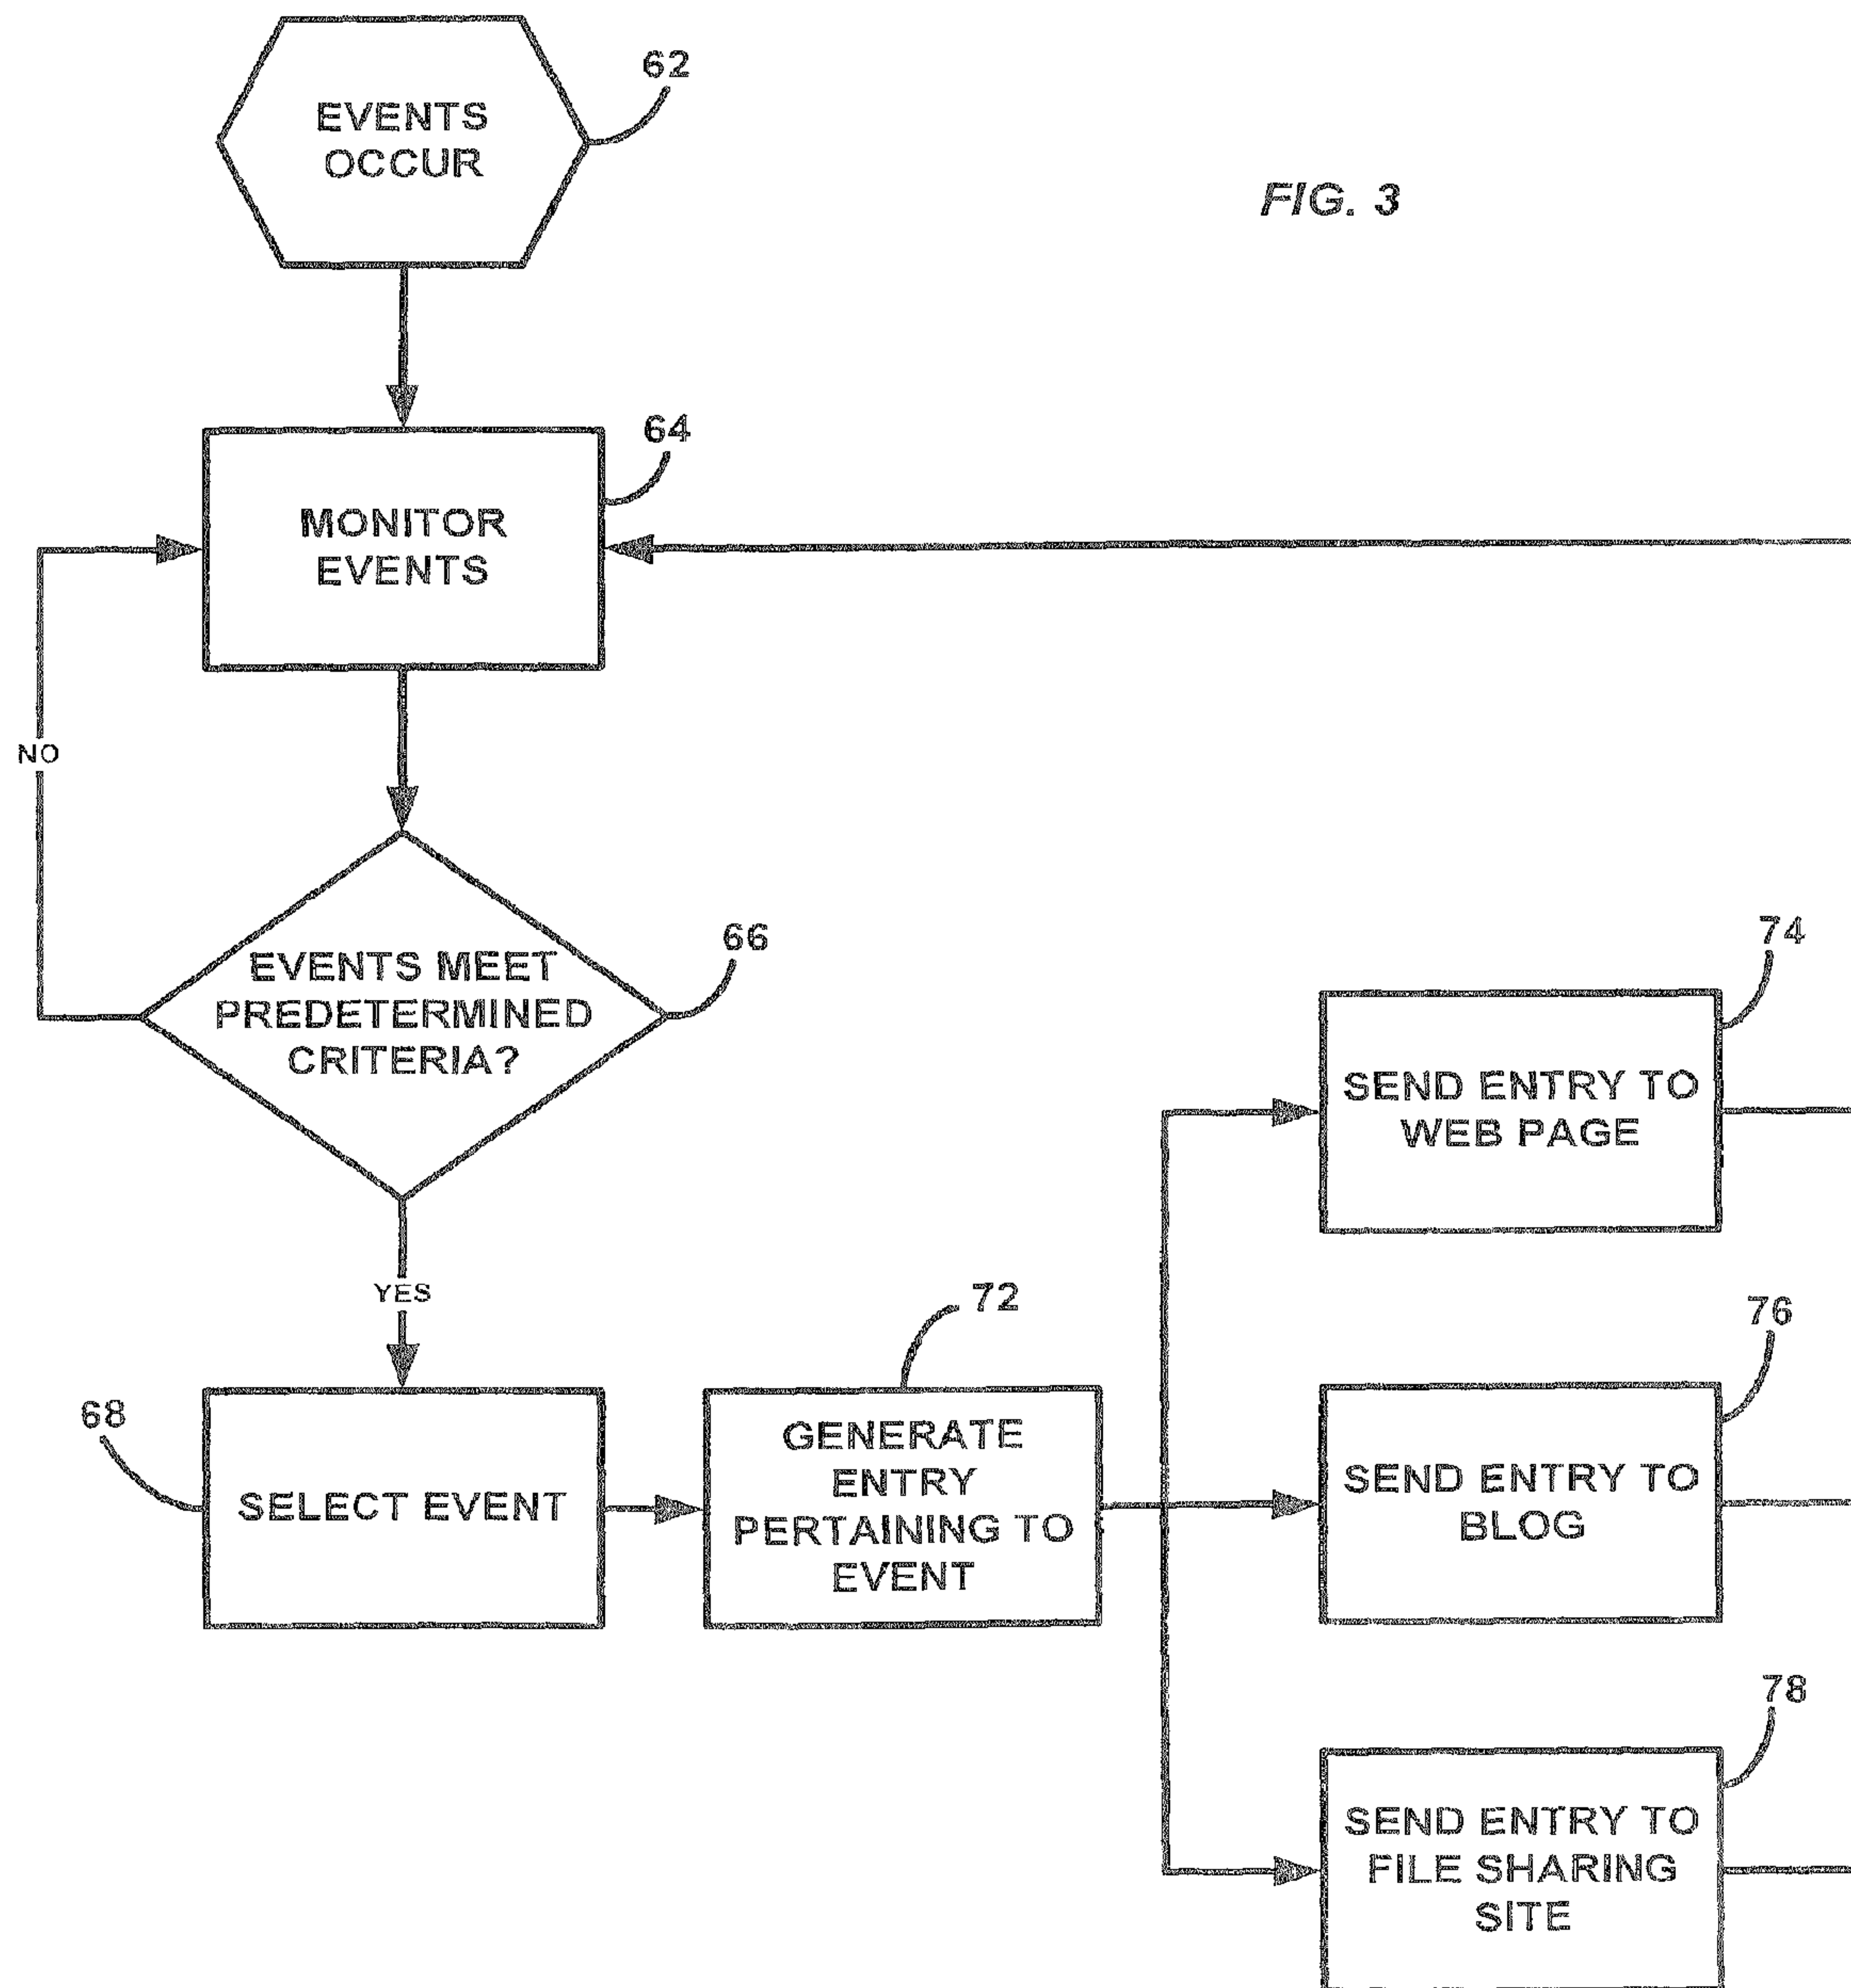 62
EVENTS
OCCUR
FIG. 3
64
MONITOR
EVENTS
NO
66
EVENTS MEET
PREDETERMINED
CRITERIA?
YES
68
SELECT EVENT
72
GENERATE
ENTRY
PERTAINING TO
EVENT
74
SEND ENTRY TO
WEB PAGE
76
SEND ENTRY TO
BLOG
78
SEND ENTRY TO
FILE SHARING
SITE